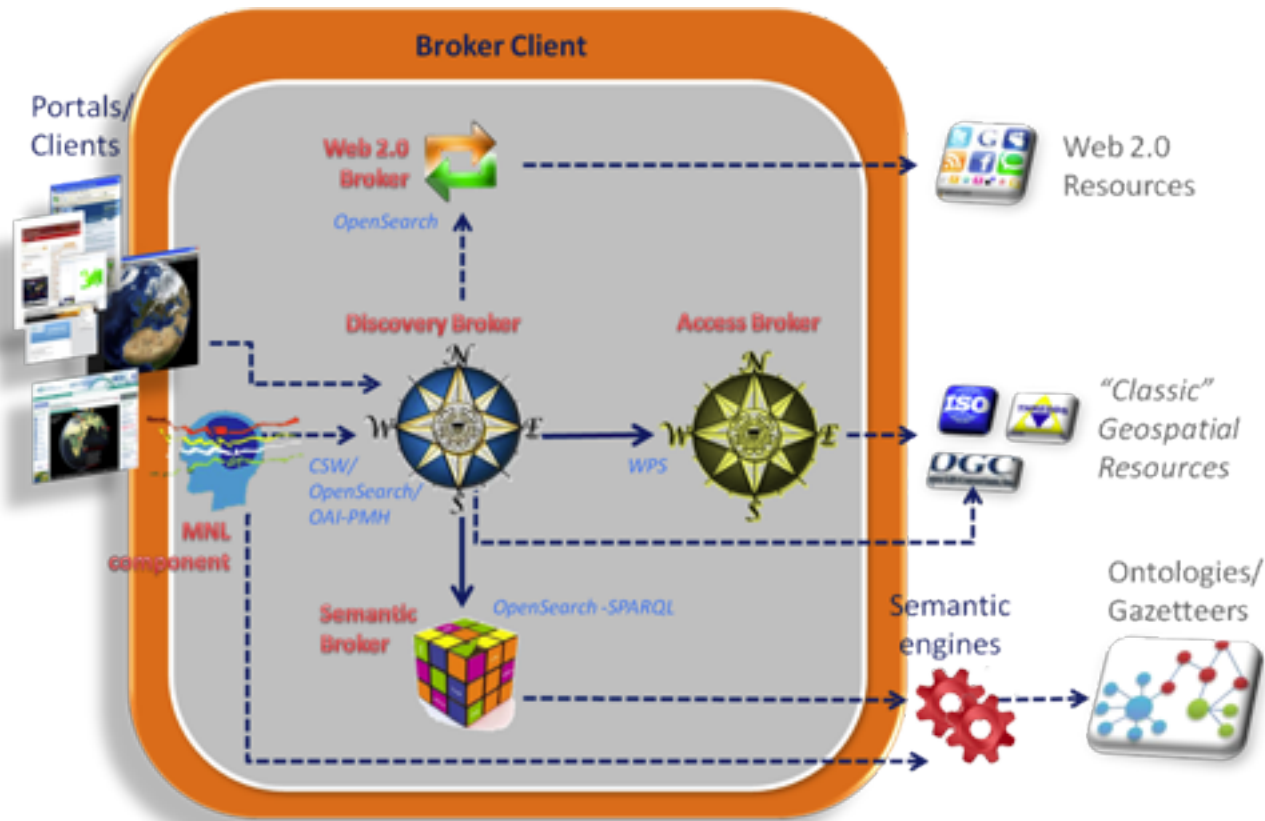 Broker Client
Portals/
Clients
Web 2.0
Broker
OpenSearch
Web 2.0
Resources
Discovery Broker
Access Broker
N
W
E
S
N
W
E
S
CSW/
OpenSearch/
OAI-PMH
WPS
ISO
OGC
"Classic"
Geospatial
Resources
MNL
component
Semantic
Broker
OpenSearch -SPARQL
Semantic
engines
Ontologies/
Gazetteers